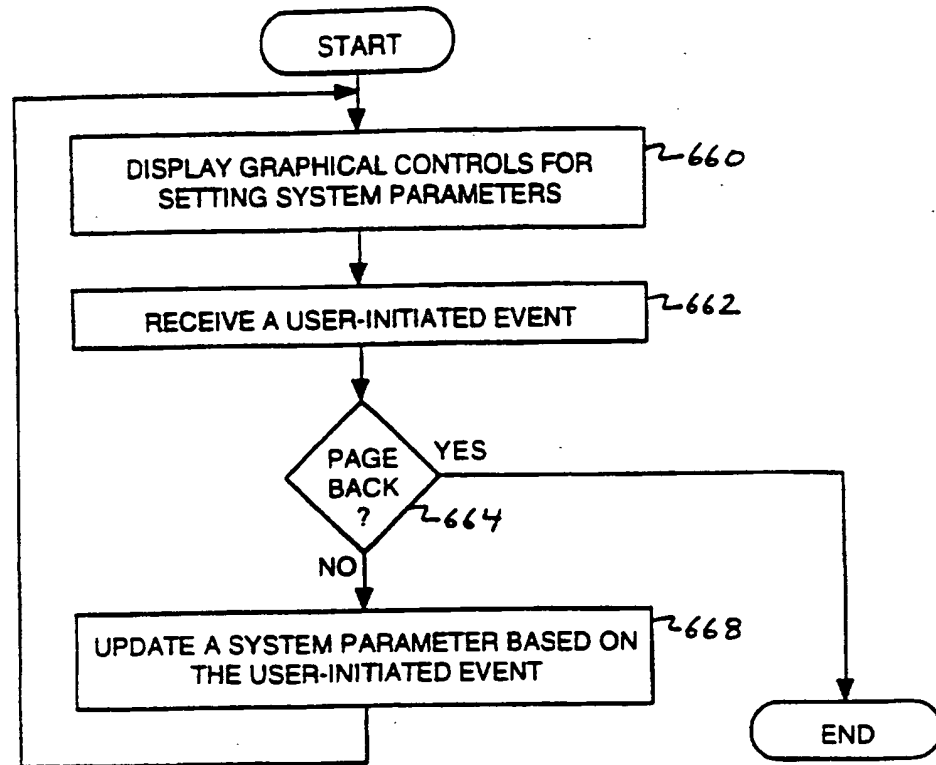 START
DISPLAY GRAPHICAL CONTROLS FOR
SETTING SYSTEM PARAMETERS
660
RECEIVE A USER-INITIATED EVENT
662
PAGE
BACK
?
YES
664
NO
UPDATE A SYSTEM PARAMETER BASED ON
THE USER-INITIATED EVENT
668
END